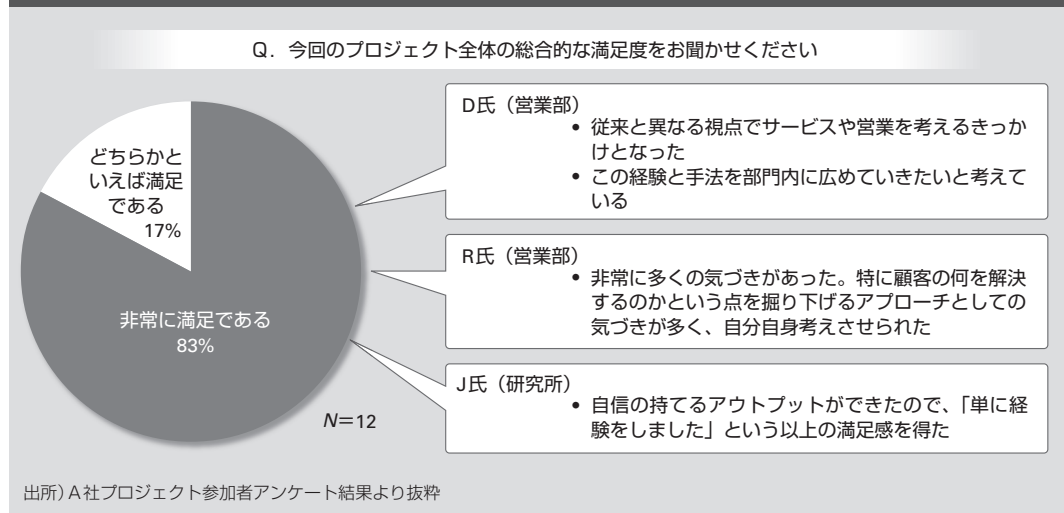 Q. 今回のプロジェクト全体の総合的な満足度をお聞かせください
どちらかと
いえば満足
である
17%
非常に満足である
83%
N=12
D氏（営業部）
• 従来と異なる視点でサービスや営業を考えるきっか
けとなった
• この経験と手法を部門内に広めていきたいと考えて
いる
R氏（営業部）
• 非常に多くの気づきがあった。特に顧客の何を解決
するのかという点を掘り下げるアプローチとしての
気づきが多く、自分自身考えさせられた
J氏（研究所）
• 自信の持てるアウトプットができたので、「単に経
験をしました」という以上の満足感を得た
出所）A社プロジェクト参加者アンケート結果より抜粋